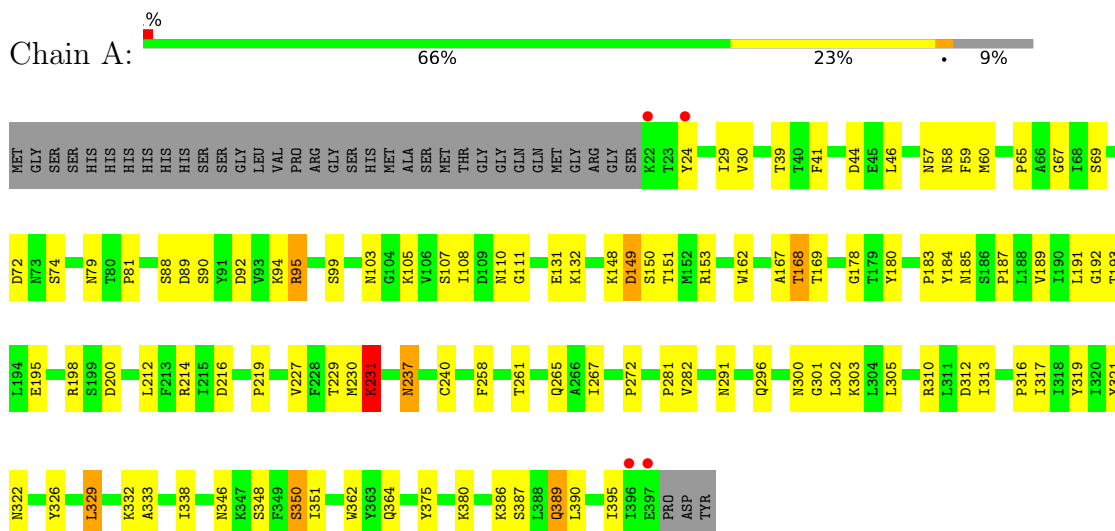 %
Chain A:
66% 23% • 9%
MET GLY SER SER HIS HIS HIS HIS HIS HIS SER SER GLY LEU VAL PRO ARG GLY SER HIS MET ALA SER MET THR GLY GLY GLN GLN MET GLY ARG GLY SER K22 T23 Y24 I29 V30 T39 T40 F41 D44 E45 L46 N57 N58 F59 M60 P65 A66 G67 I68 S69
D72 N73 S74 N79 T80 P81 S88 D89 S90 Y91 D92 V93 K94 R95 S99 N103 G104 K105 V106 S107 I108 D109 N110 G111 E131 K132 K148 D149 S150 T151 M152 R153 W162 A167 T168 T169 G178 T179 Y180 P183 Y184 N185 S186 P187 L188 V189 I190 L191 G192 T193
L194 E195 R198 S199 D200 L212 F213 R214 I215 D216 P219 V227 F228 T229 M230 K231 N237 C240 F258 T261 Q265 A266 I267 P272 P281 V282 N291 Q296 N300 G301 L302 K303 L304 L305 R310 L311 D312 I313 P316 I317 I318 Y319 I320
N322 Y326 L329 K332 A333 I338 N346 K347 S348 F349 S350 I351 W362 Y363 Q364 Y375 K380 K386 S387 L388 Q389 L390 I395 I396 E397 PRO ASP TYR